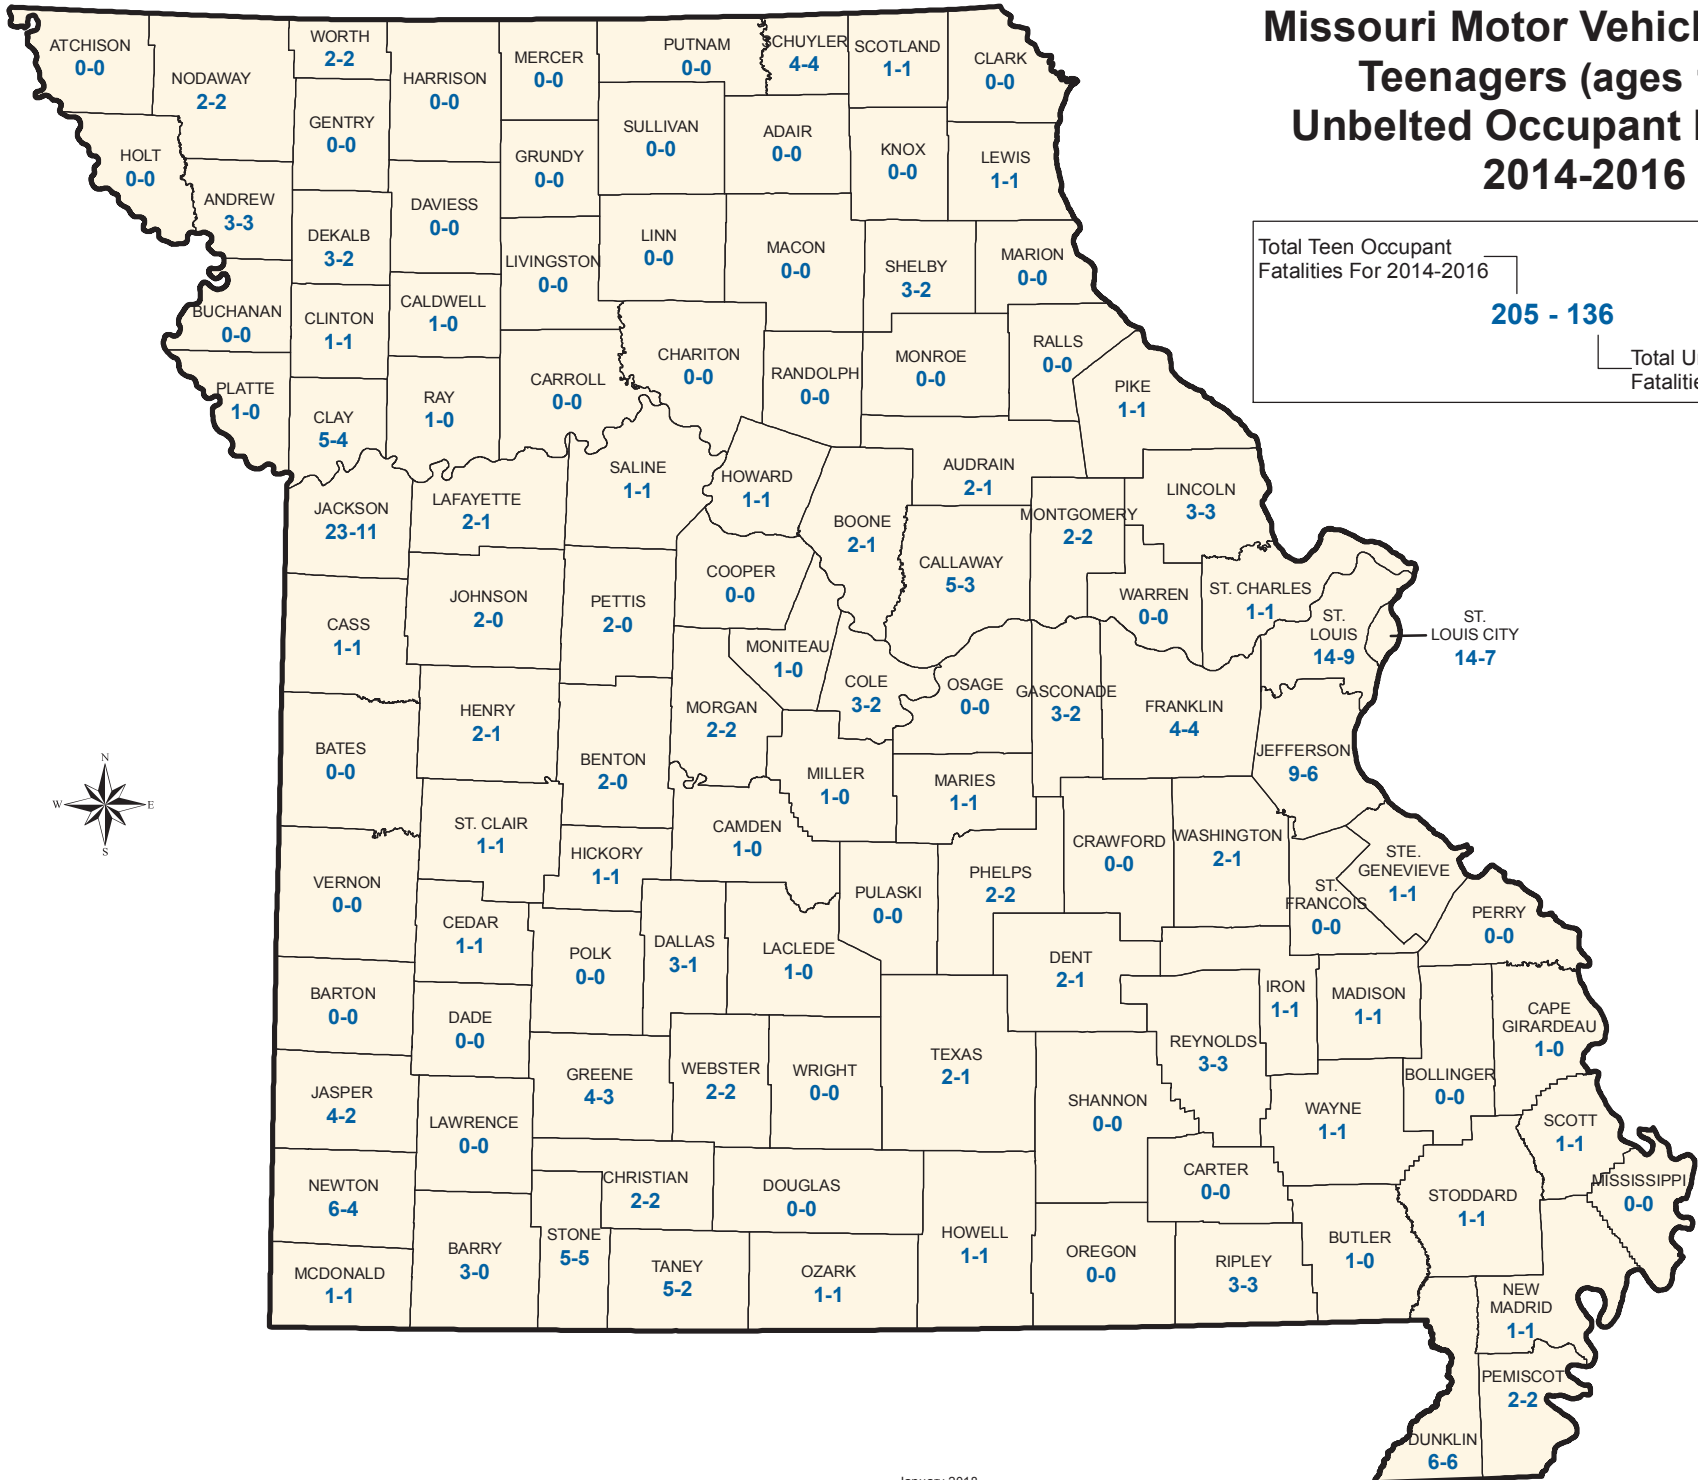 Missouri Motor Vehicl
Teenagers (ages
Unbelted Occupant
2014-2016
Total Teen Occupant
Fatalities For 2014-2016
205 - 136
Total U
Fatalitie
ATCHISON
0-0
NODAWAY
2-2
WORTH
2-2
HARRISON
0-0
MERCER
0-0
PUTNAM
0-0
SCHUYLER
4-4
SCOTLAND
1-1
CLARK
0-0
HOLT
0-0
GENTRY
0-0
GRUNDY
0-0
SULLIVAN
0-0
ADAIR
0-0
KNOX
0-0
LEWIS
1-1
ANDREW
3-3
DEKALB
3-2
DAVIESS
0-0
LIVINGSTON
0-0
LINN
0-0
MACON
0-0
SHELBY
3-2
MARION
0-0
BUCHANAN
0-0
CLINTON
1-1
CALDWELL
1-0
CHARITON
0-0
RANDOLPH
0-0
MONROE
0-0
RALLS
0-0
PIKE
1-1
PLATTE
1-0
CLAY
5-4
RAY
1-0
CARROLL
0-0
SALINE
1-1
HOWARD
1-1
AUDRAIN
2-1
LINCOLN
3-3
JACKSON
23-11
LAFAYETTE
2-1
BOONE
2-1
MONTGOMERY
2-2
COOPER
0-0
CALLAWAY
5-3
WARREN
0-0
ST. CHARLES
1-1
ST.
LOUIS
14-9
ST.
LOUIS CITY
14-7
CASS
1-1
JOHNSON
2-0
PETTIS
2-0
MONITEAU
1-0
COLE
3-2
OSAGE
0-0
GASCONADE
3-2
FRANKLIN
4-4
JEFFERSON
9-6
MORGAN
2-2
HENRY
2-1
BATES
0-0
BENTON
2-0
MILLER
1-0
MARIES
1-1
N
W
E
S
ST. CLAIR
1-1
HICKORY
1-1
CAMDEN
1-0
PULASKI
0-0
PHELPS
2-2
CRAWFORD
0-0
WASHINGTON
2-1
STE.
GENEVIEVE
1-1
ST.
FRANCOIS
0-0
PERRY
0-0
VERNON
0-0
CEDAR
1-1
POLK
0-0
DALLAS
3-1
LACLEDE
1-0
DENT
2-1
IRON
1-1
MADISON
1-1
CAPE
GIRARDEAU
1-0
BARTON
0-0
DADE
0-0
GREENE
4-3
WEBSTER
2-2
WRIGHT
0-0
TEXAS
2-1
REYNOLDS
3-3
BOLLINGER
0-0
JASPER
4-2
LAWRENCE
0-0
SHANNON
0-0
WAYNE
1-1
SCOTT
1-1
NEWTON
6-4
CHRISTIAN
2-2
DOUGLAS
0-0
CARTER
0-0
STODDARD
1-1
MISSISSIPPI
0-0
MCDONALD
1-1
BARRY
3-0
STONE
5-5
TANEY
5-2
OZARK
1-1
HOWELL
1-1
OREGON
0-0
RIPLEY
3-3
BUTLER
1-0
NEW
MADRID
1-1
PEMISCOT
2-2
DUNKLIN
6-6